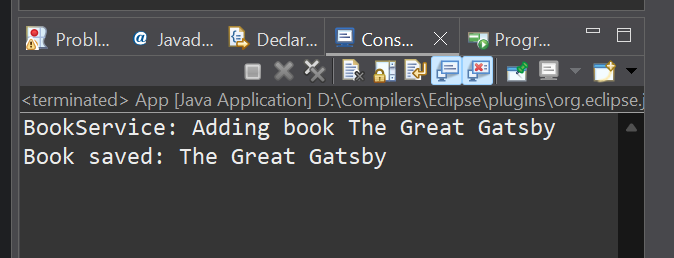 Probl...
Javad...
Declar...
Cons...
Progr...
<terminated> App [Java Application] D:\Compilers\Eclipse\plugins\org.eclipse.j
BookService: Adding book The Great Gatsby
Book saved: The Great Gatsby